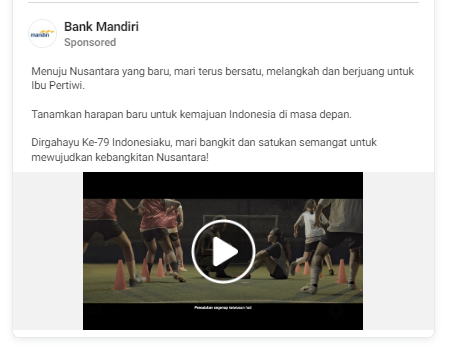 Bank Mandiri
mandiri
Sponsored
Menuju Nusantara yang baru, mari terus bersatu, melangkah dan berjuang untuk
Ibu Pertiwi.
Tanamkan harapan baru untuk kemajuan Indonesia di masa depan.
Dirgahayu Ke-79 Indonesiaku, mari bangkit dan satukan semangat untuk
mewujudkan kebangkitan Nusantara!